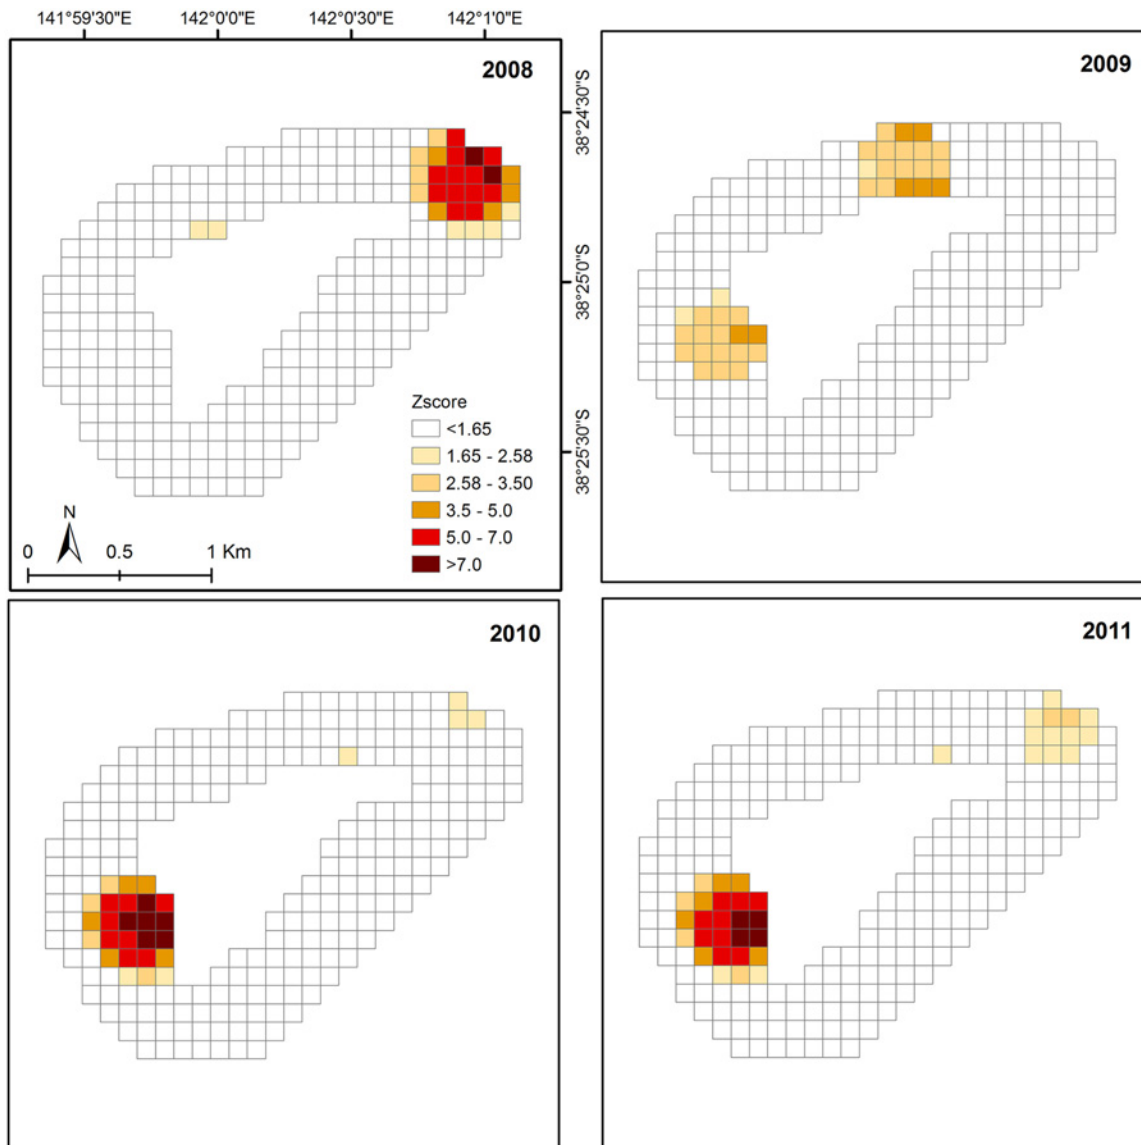 141°59'30"E 142°0'0"E 142°0'30"E 142°1'0"E
2008
2009
38°24'30"S
38°25'0"S
38°25'30"S
Zscore
<1.65
1.65 - 2.58
2.58 - 3.50
3.5 - 5.0
5.0 - 7.0
>7.0
N
0 0.5 1 Km
2010
2011